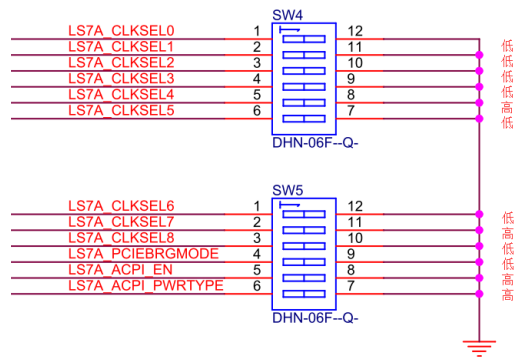 SW4
LS7A_CLKSEL0 1 12
LS7A_CLKSEL1 2 11 低
LS7A_CLKSEL2 3 10 低
LS7A_CLKSEL3 4 9 低
LS7A_CLKSEL4 5 8 低
LS7A_CLKSEL5 6 7 高
低
DHN-06F--Q-
SW5
LS7A_CLKSEL6 1 12 低
LS7A_CLKSEL7 2 11 高
LS7A_CLKSEL8 3 10 低
LS7A_PCIEBRGMODE 4 9 低
LS7A_ACPI_EN 5 8 高
LS7A_ACPI_PWRTYPE 6 7 高
DHN-06F--Q-